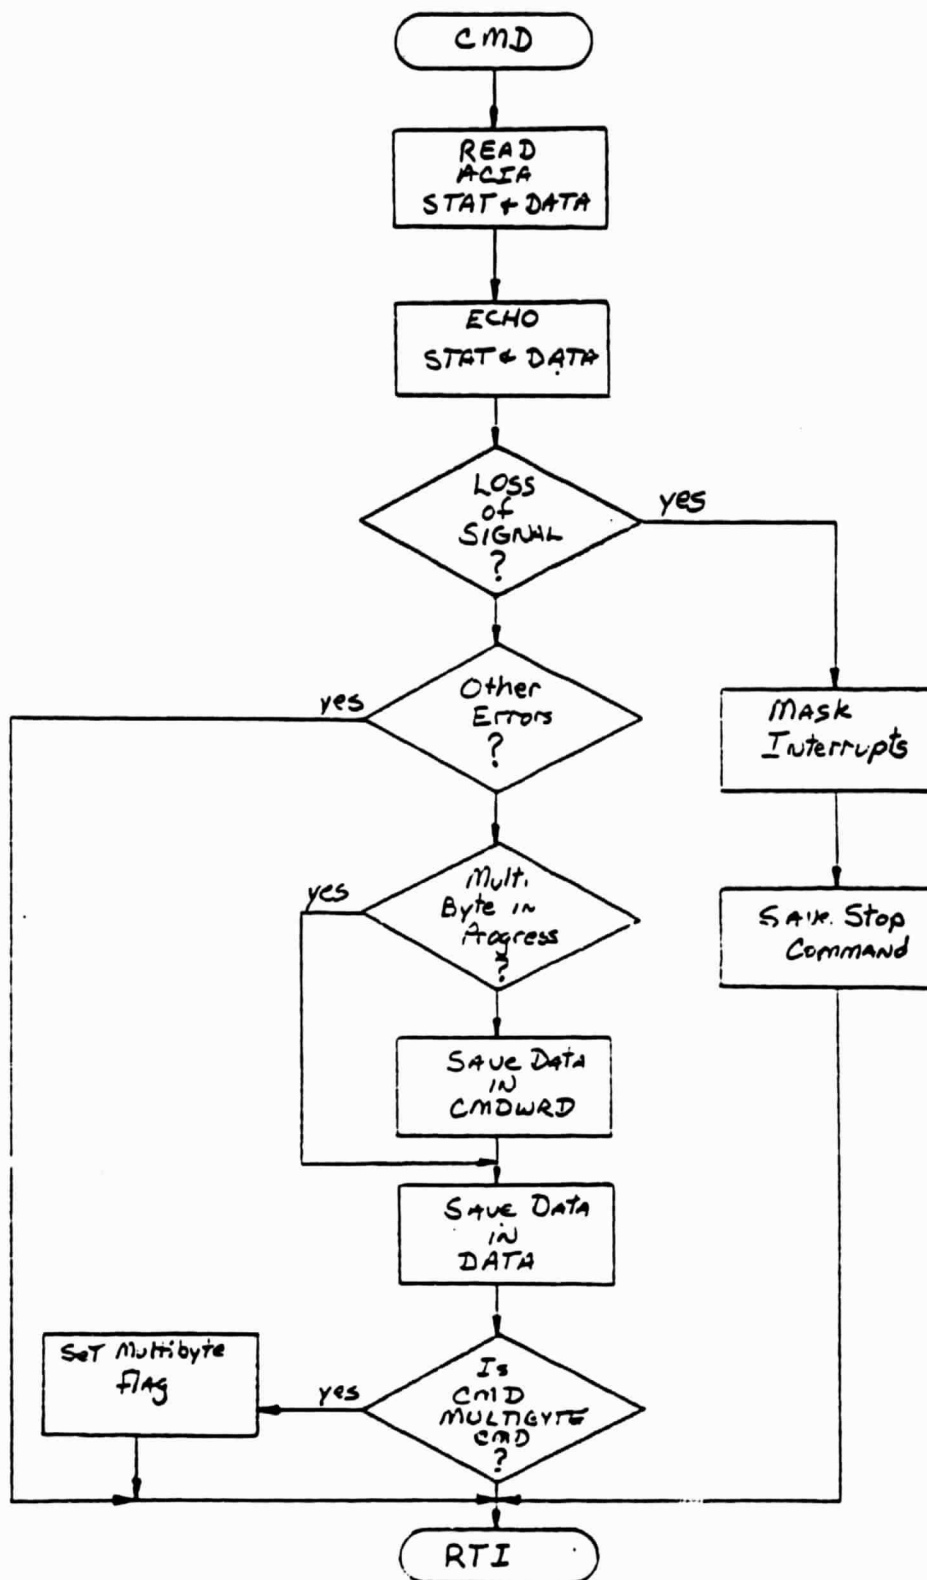 CMD
READ
ACIA
STAT & DATA
ECHO
STAT & DATA
LOSS
of
SIGNAL
?
yes
Other
Errors
?
yes
MASK
Interrupts
Multi
Byte in
Progress
?
yes
SAVE Stop
COMMAND
SAVE Data
IN
CMDWRD
SAVE Data
IN
DATA
SET Multibyte
FLAG
yes
Is
CMD
MULTIBYTE
CMD
?
RTI